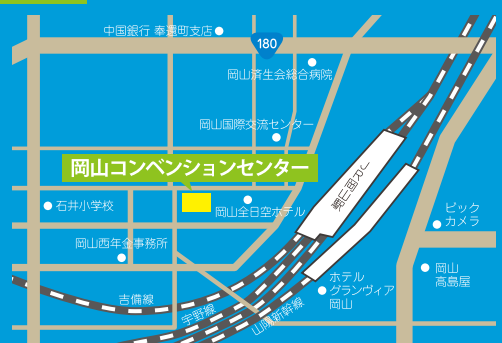 中国銀行 奉還町支店
180
岡山済生会総合病院
岡山国際交流センター
岡山コンベンションセンター
JR岡山駅
石井小学校
岡山全日空ホテル
ビック
カメラ
岡山西年金事務所
岡山
高島屋
ホテル
グランヴィア
岡山
吉備線
宇野線
山陽新幹線